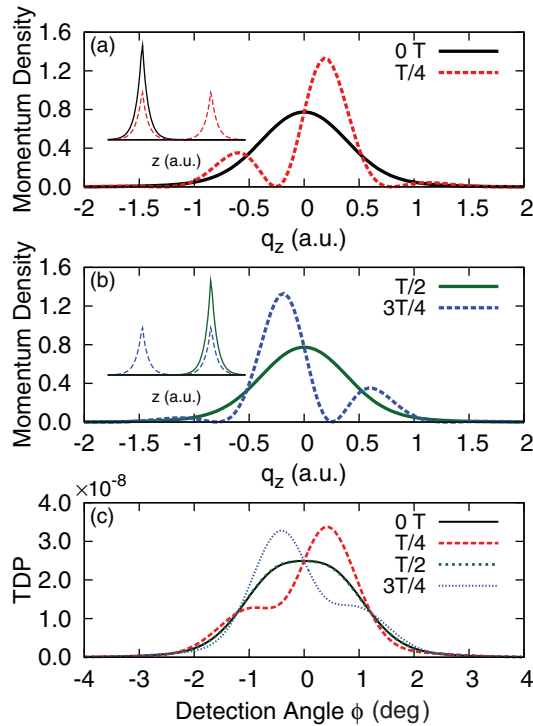 (a)
0 T
T/4
Momentum Density
1.6
1.2
0.8
0.4
0.0
z (a.u.)
-2 -1.5 -1 -0.5 0 0.5 1 1.5 2
q_z (a.u.)
(b)
T/2
3T/4
Momentum Density
1.6
1.2
0.8
0.4
0.0
z (a.u.)
-2 -1.5 -1 -0.5 0 0.5 1 1.5 2
q_z (a.u.)
×10^-8
(c)
0 T
T/4
T/2
3T/4
TDP
4.0
3.0
2.0
1.0
0.0
-4 -3 -2 -1 0 1 2 3 4
Detection Angle ϕ (deg)